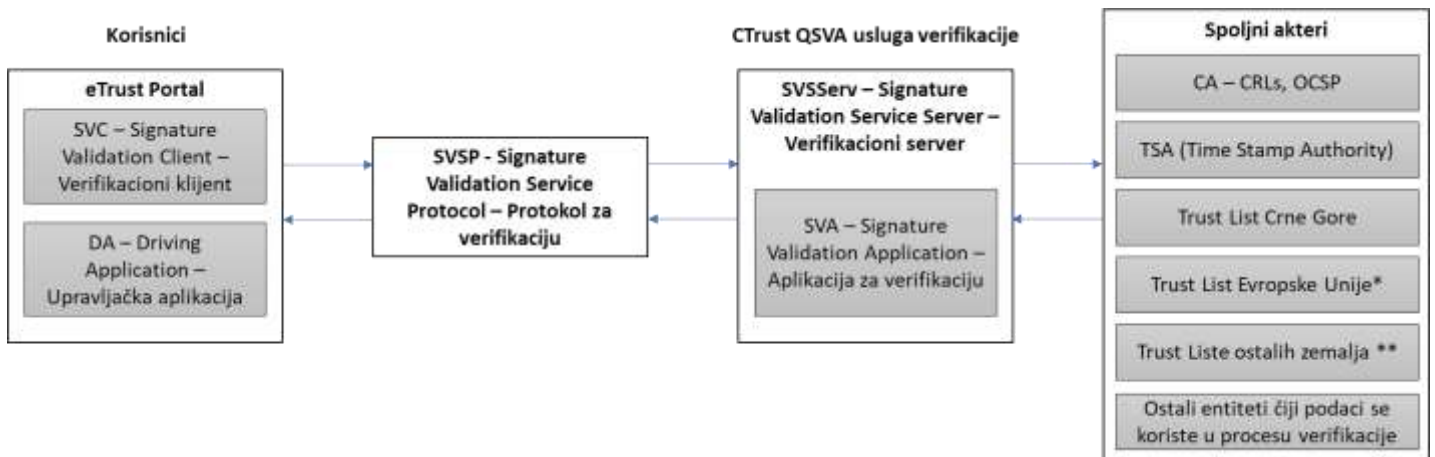 Korisnici
eTrust Portal
SVC – Signature
Validation Client –
Verifikacioni klijent
DA – Driving
Application –
Upravljačka aplikacija
SVSP - Signature
Validation Service
Protocol – Protokol za
verifikaciju
CTrust QSVA usluga verifikacije
SVSServ – Signature
Validation Service Server –
Verifikacioni server
SVA – Signature
Validation Application –
Aplikacija za verifikaciju
Spoljni akteri
CA – CRLs, OCSP
TSA (Time Stamp Authority)
Trust List Crne Gore
Trust List Evropske Unije*
Trust Liste ostalih zemalja **
Ostali entiteti čiji podaci se
koriste u procesu verifikacije